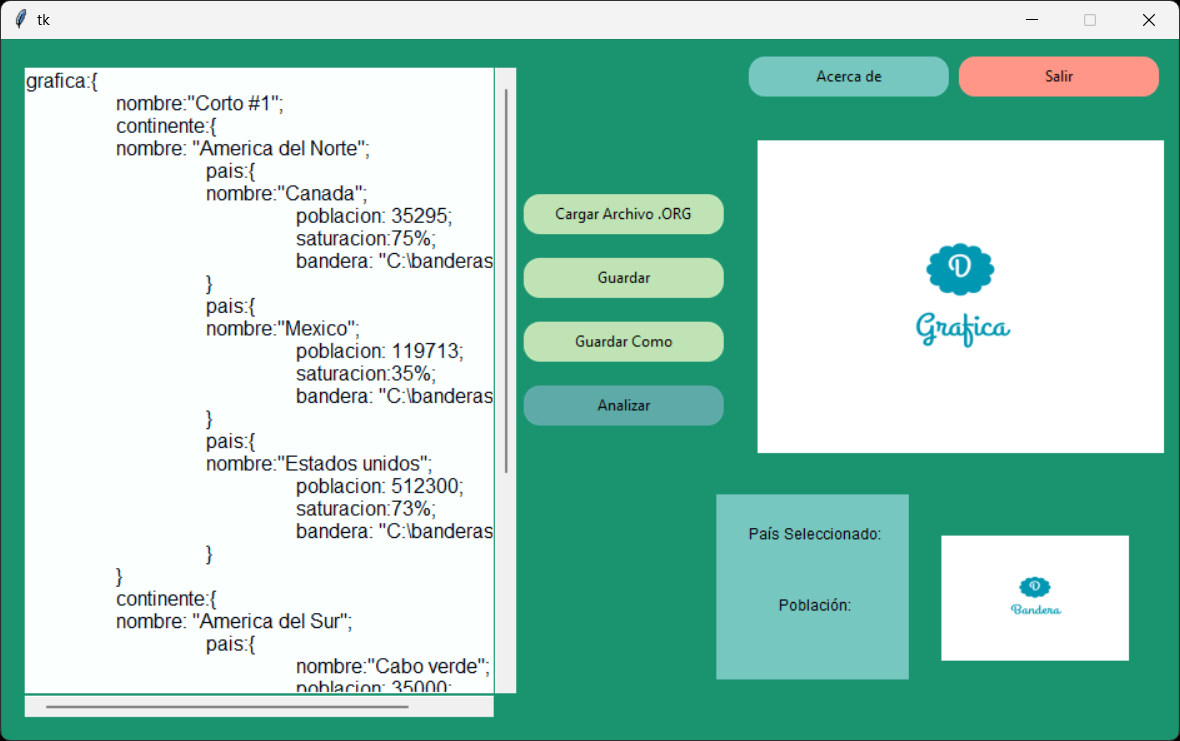 tk
grafica:{
nombre:"Corto #1";
continente:{
nombre: "America del Norte";
pais:{
nombre:"Canada";
poblacion: 35295;
saturacion:75%;
bandera: "C:\banderas
}
pais:{
nombre:"Mexico";
poblacion: 119713;
saturacion:35%;
bandera: "C:\banderas
}
pais:{
nombre:"Estados unidos";
poblacion: 512300;
saturacion:73%;
bandera: "C:\banderas
}
}
continente:{
nombre: "America del Sur";
pais:{
nombre:"Cabo verde";
poblacion: 35000;
Cargar Archivo .ORG
Guardar
Guardar Como
Analizar
Acerca de
Salir
D
Grafica
País Seleccionado:
Población:
D
Bandera